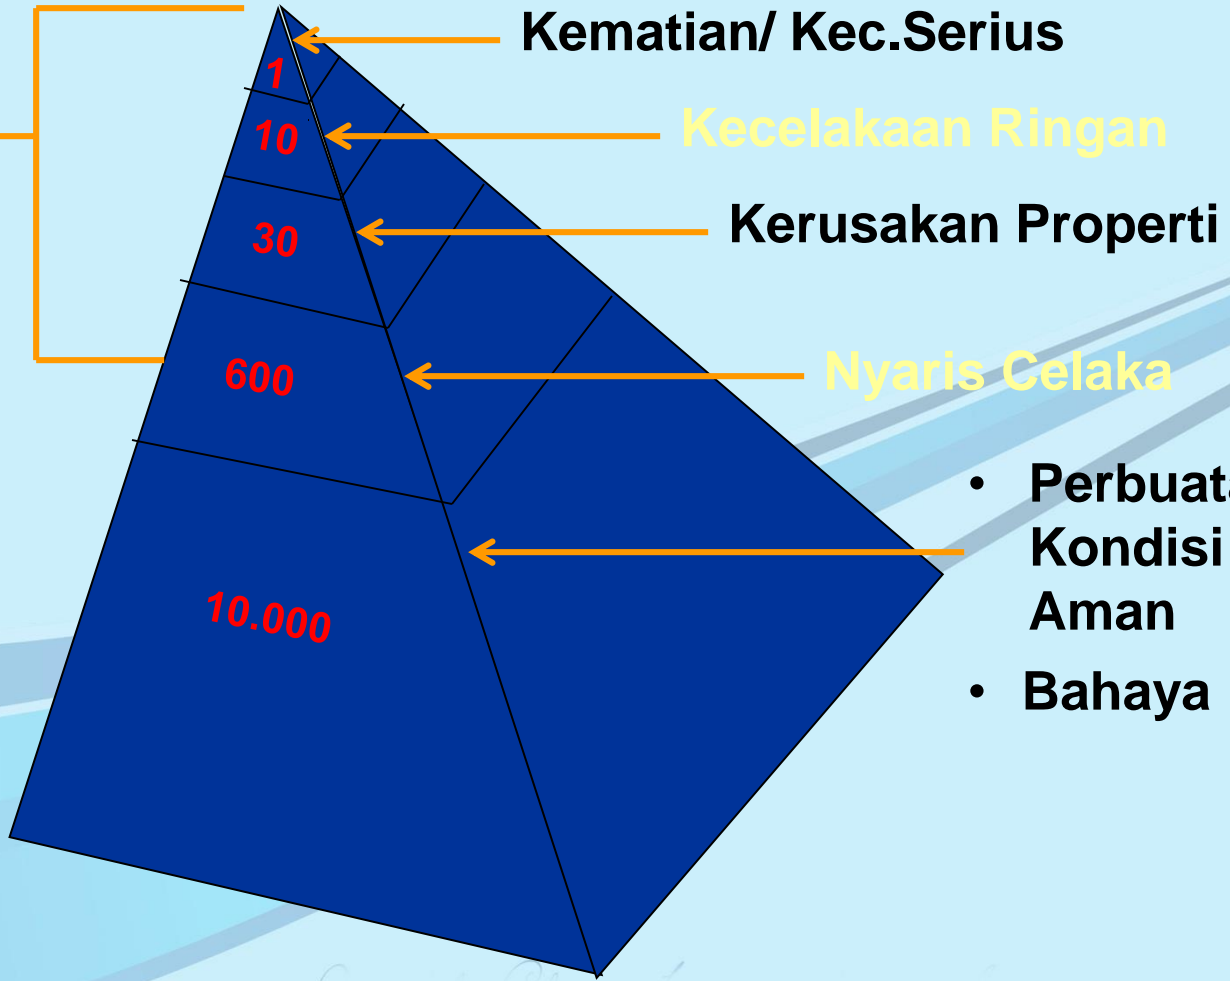 Kematian/ Kec.Serius
1
Kecelakaan Ringan
10
Kerusakan Properti
30
Nyaris Celaka
600
• Kondisi
Aman
• Bahaya
10.000